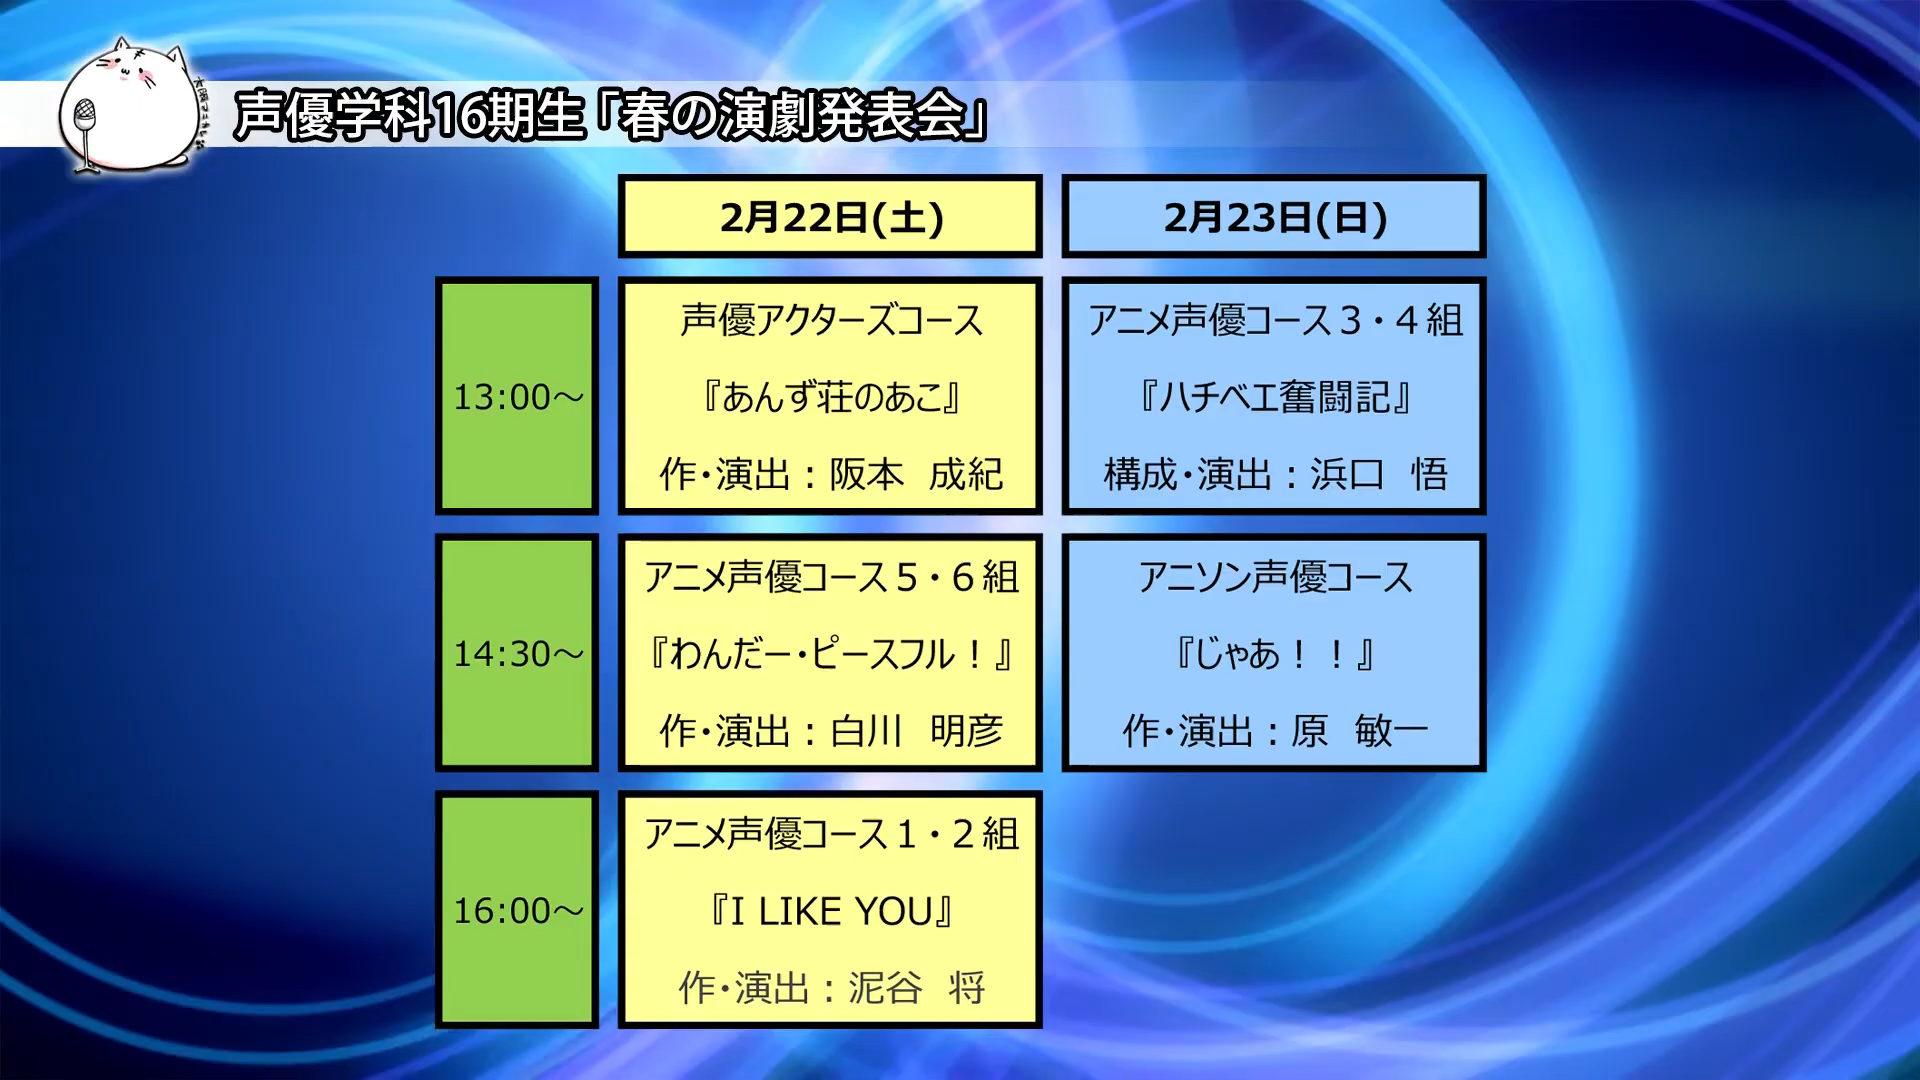 声優学科16期生「春の演劇発表会」
2月22日(土)
2月23日(日)
13:00～
声優アクターズコース
『あんず荘のあこ』
作・演出：阪本　成紀
アニメ声優コース３・４組
『ハチベエ奮闘記』
構成・演出：浜口　悟
14:30～
アニメ声優コース５・６組
『わんだー・ピースフル！』
作・演出：白川　明彦
アニソン声優コース
『じゃあ！！』
作・演出：原　敏一
16:00～
アニメ声優コース１・２組
『I LIKE YOU』
作・演出：泥谷　将